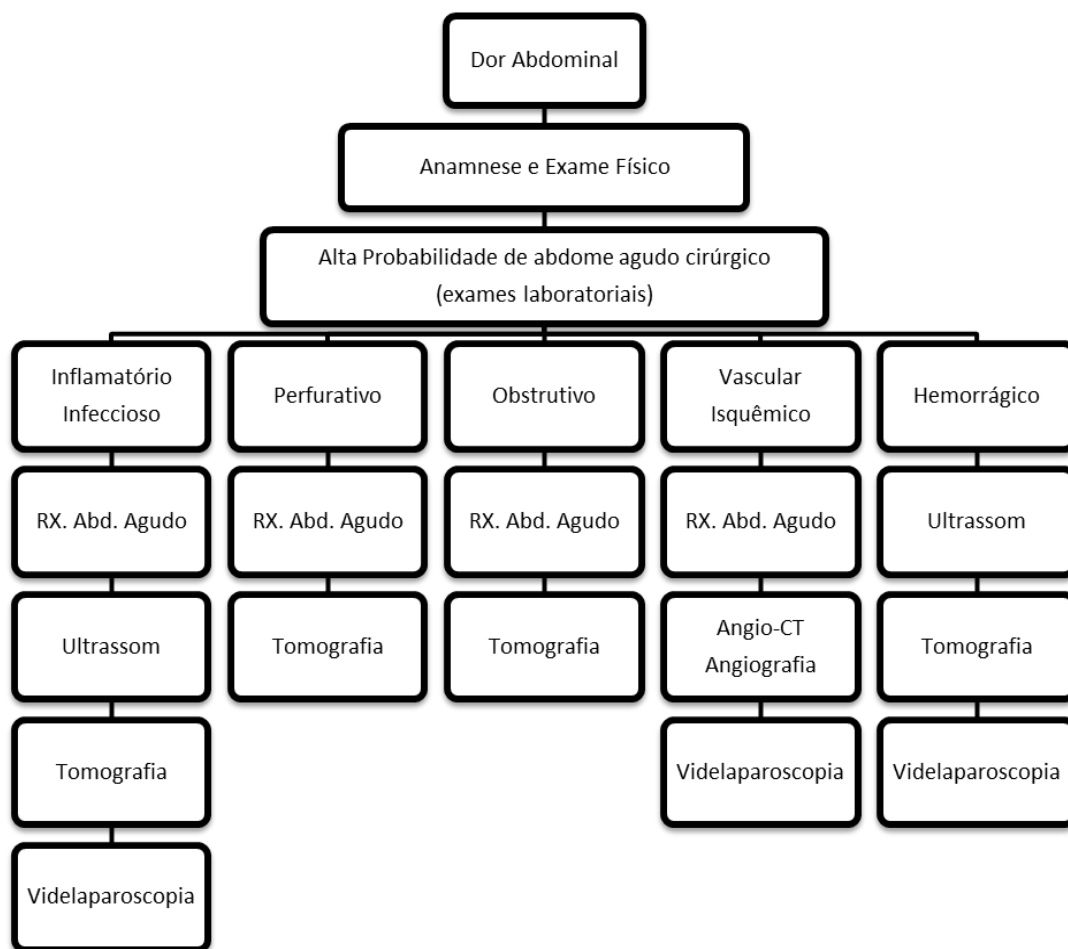 Dor Abdominal
Anamnese e Exame Físico
Alta Probabilidade de abdome agudo cirúrgico
(exames laboratoriais)
Inflamatório
Infeccioso
Perfurativo
Obstrutivo
Vascular
Isquêmico
Hemorrágico
RX. Abd. Agudo
RX. Abd. Agudo
RX. Abd. Agudo
RX. Abd. Agudo
Ultrassom
Ultrassom
Tomografia
Tomografia
Angio-CT
Angiografia
Tomografia
Tomografia
Videlaparoscopia
Videlaparoscopia
Videlaparoscopia